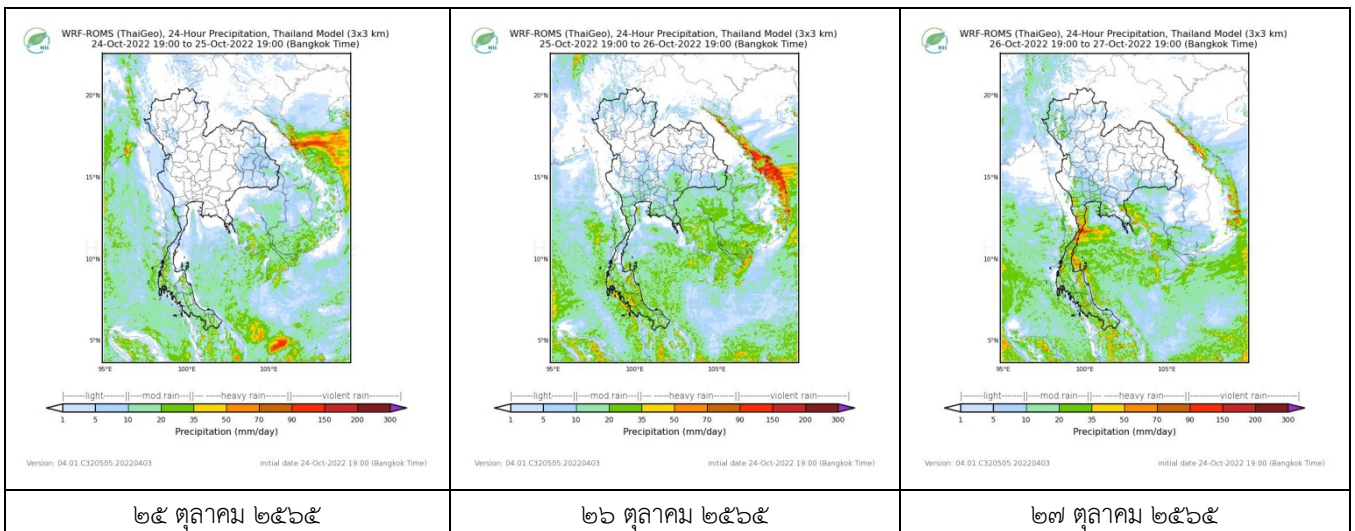 WRF-ROMS (ThaiGeo), 24-Hour Precipitation, Thailand Model (3x3 km)
24-Oct-2022 19:00 to 25-Oct-2022 19:00 (Bangkok Time)
HII
20°N
15°N
10°N
5°N
95°E 100°E 105°E
|------light------||---mod rain---||--- ---heavy rain------||------violent rain------|
1 5 10 20 35 50 70 90 150 200 300
Precipitation (mm/day)
Version: 04.01.C320505.20220403 initial date 24-Oct-2022 19:00 (Bangkok Time)
๒๕ ตุลาคม ๒๕๖๕
WRF-ROMS (ThaiGeo), 24-Hour Precipitation, Thailand Model (3x3 km)
25-Oct-2022 19:00 to 26-Oct-2022 19:00 (Bangkok Time)
HII
20°N
15°N
10°N
5°N
95°E 100°E 105°E
|------light------||---mod rain---||--- ---heavy rain------||------violent rain------|
1 5 10 20 35 50 70 90 150 200 300
Precipitation (mm/day)
Version: 04.01.C320505.20220403 initial date 24-Oct-2022 19:00 (Bangkok Time)
๒๖ ตุลาคม ๒๕๖๕
WRF-ROMS (ThaiGeo), 24-Hour Precipitation, Thailand Model (3x3 km)
26-Oct-2022 19:00 to 27-Oct-2022 19:00 (Bangkok Time)
HII
20°N
15°N
10°N
5°N
95°E 100°E 105°E
|------light------||---mod rain---||--- ---heavy rain------||------violent rain------|
1 5 10 20 35 50 70 90 150 200 300
Precipitation (mm/day)
Version: 04.01.C320505.20220403 initial date 24-Oct-2022 19:00 (Bangkok Time)
๒๗ ตุลาคม ๒๕๖๕